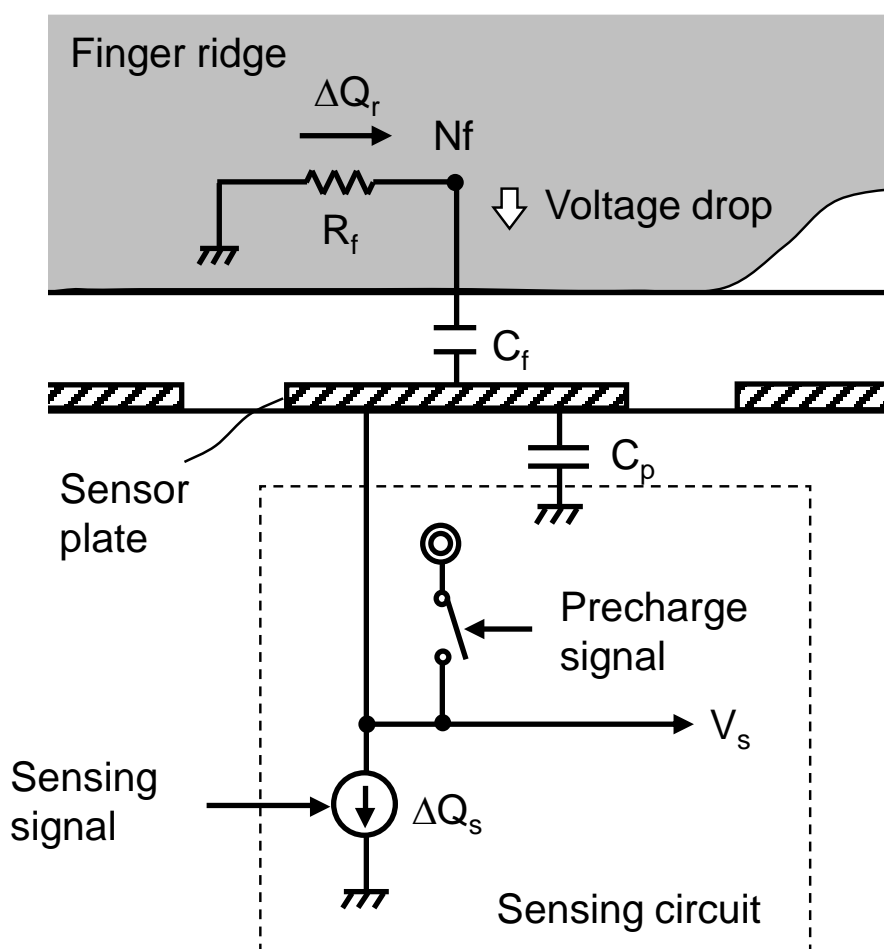 Finger ridge
ΔQr
Nf
Voltage drop
Rf
Cf
Cp
Sensor
plate
Precharge
signal
Vs
Sensing
signal
ΔQs
Sensing circuit